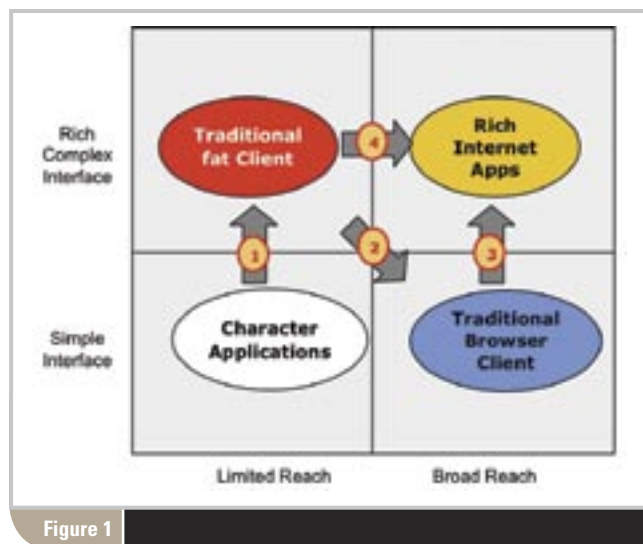 Rich
Complex
Interface
Traditional
fat Client
4
Rich
Internet
Apps
1
2
3
Simple
Interface
Character
Applications
Traditional
Browser
Client
Limited Reach
Broad Reach
Figure 1